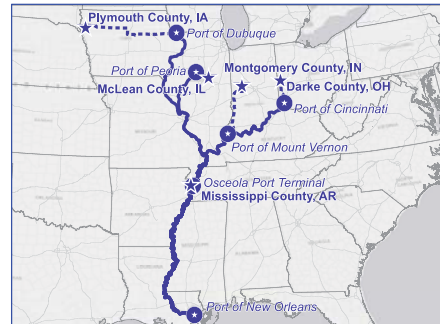 Plymouth County, IA
Port of Dubuque
Port of Peoria
Montgomery County, IN
McLean County, IL
Darke County, OH
Port of Cincinnati
Port of Mount Vernon
Osceola Port Terminal
Mississippi County, AR
Port of New Orleans